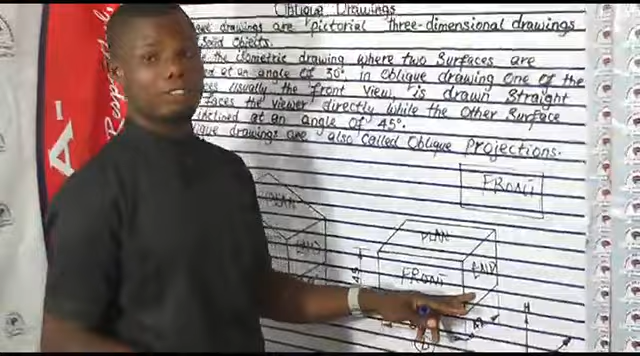 Oblique Drawings
drawings are pictorial three-dimensional drawings
solid objects.
the isometric drawing where two Surfaces are
at an angle of 30° in Oblique drawing one of the
usually the front view, is drawn Straight
faces the viewer directly while the Other Surface
inclined at an angle of 45°.
drawings are also called Oblique Projections.
FRONT
PLAN
PLAN
END
FRONT
END
45
H
A-